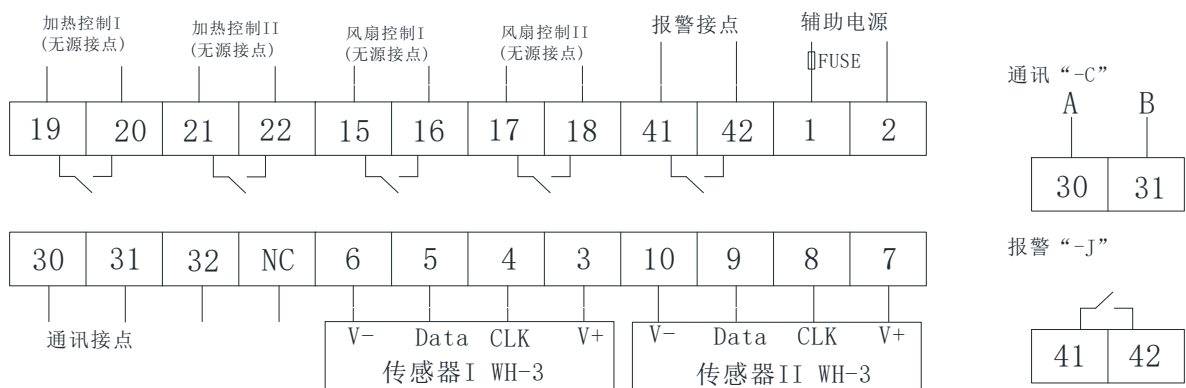 加热控制I
(无源接点)
加热控制II
(无源接点)
风扇控制I
(无源接点)
风扇控制II
(无源接点)
报警接点
辅助电源
FUSE
19 20 21 22 15 16 17 18 41 42 1 2
30 31 32 NC 6 5 4 3 10 9 8 7
通讯接点
V- Data CLK V+
传感器I WH-3
V- Data CLK V+
传感器II WH-3
通讯“-C”
A B
30 31
报警“-J”
41 42